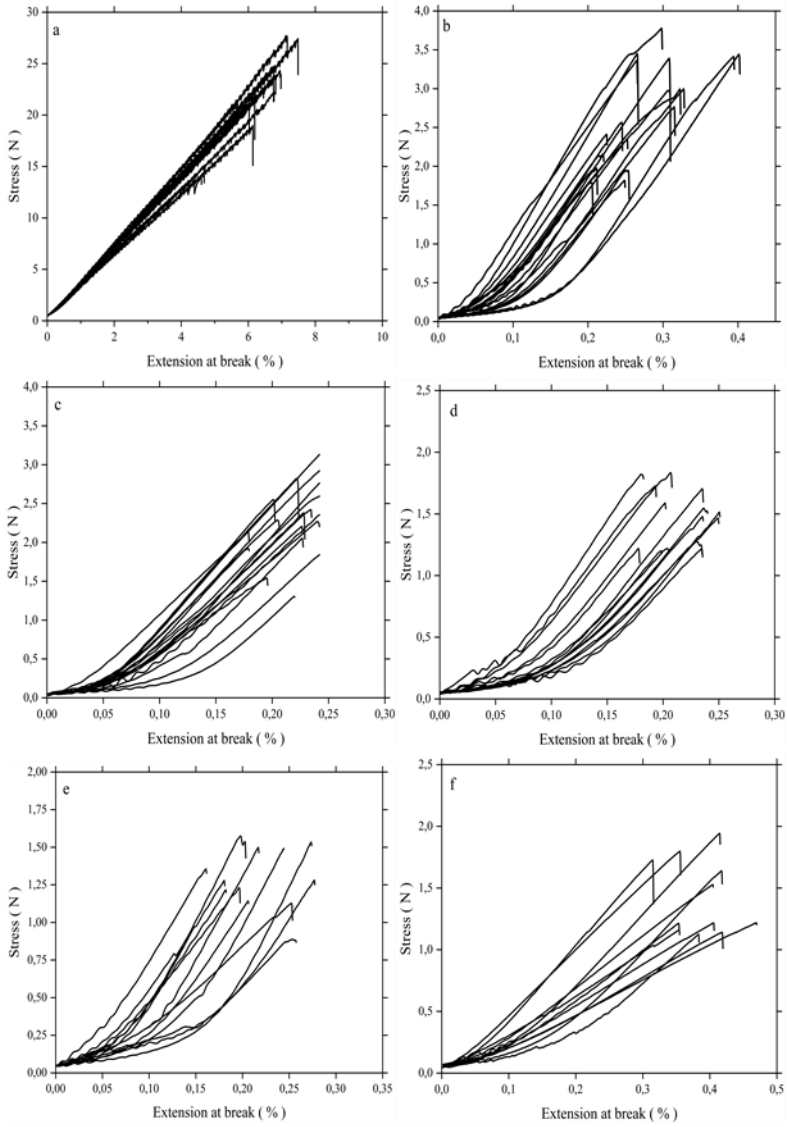 a
30
25
20
15
10
5
0
Stress ( N )
0 2 4 6 8 10
Extension at break ( % )
b
4,0
3,5
3,0
2,5
2,0
1,5
1,0
0,5
0,0
Stress ( N )
0,0 0,1 0,2 0,3 0,4
Extension at break ( % )
c
4,0
3,5
3,0
2,5
2,0
1,5
1,0
0,5
0,0
Stress ( N )
0,00 0,05 0,10 0,15 0,20 0,25 0,30
Extension at break ( % )
d
2,5
2,0
1,5
1,0
0,5
0,0
Stress ( N )
0,00 0,05 0,10 0,15 0,20 0,25 0,30
Extension at break ( % )
e
2,00
1,75
1,50
1,25
1,00
0,75
0,50
0,25
0,00
Stress ( N )
0,00 0,05 0,10 0,15 0,20 0,25 0,30 0,35
Extension at break ( % )
f
2,5
2,0
1,5
1,0
0,5
0,0
Stress ( N )
0,0 0,1 0,2 0,3 0,4 0,5
Extension at break ( % )